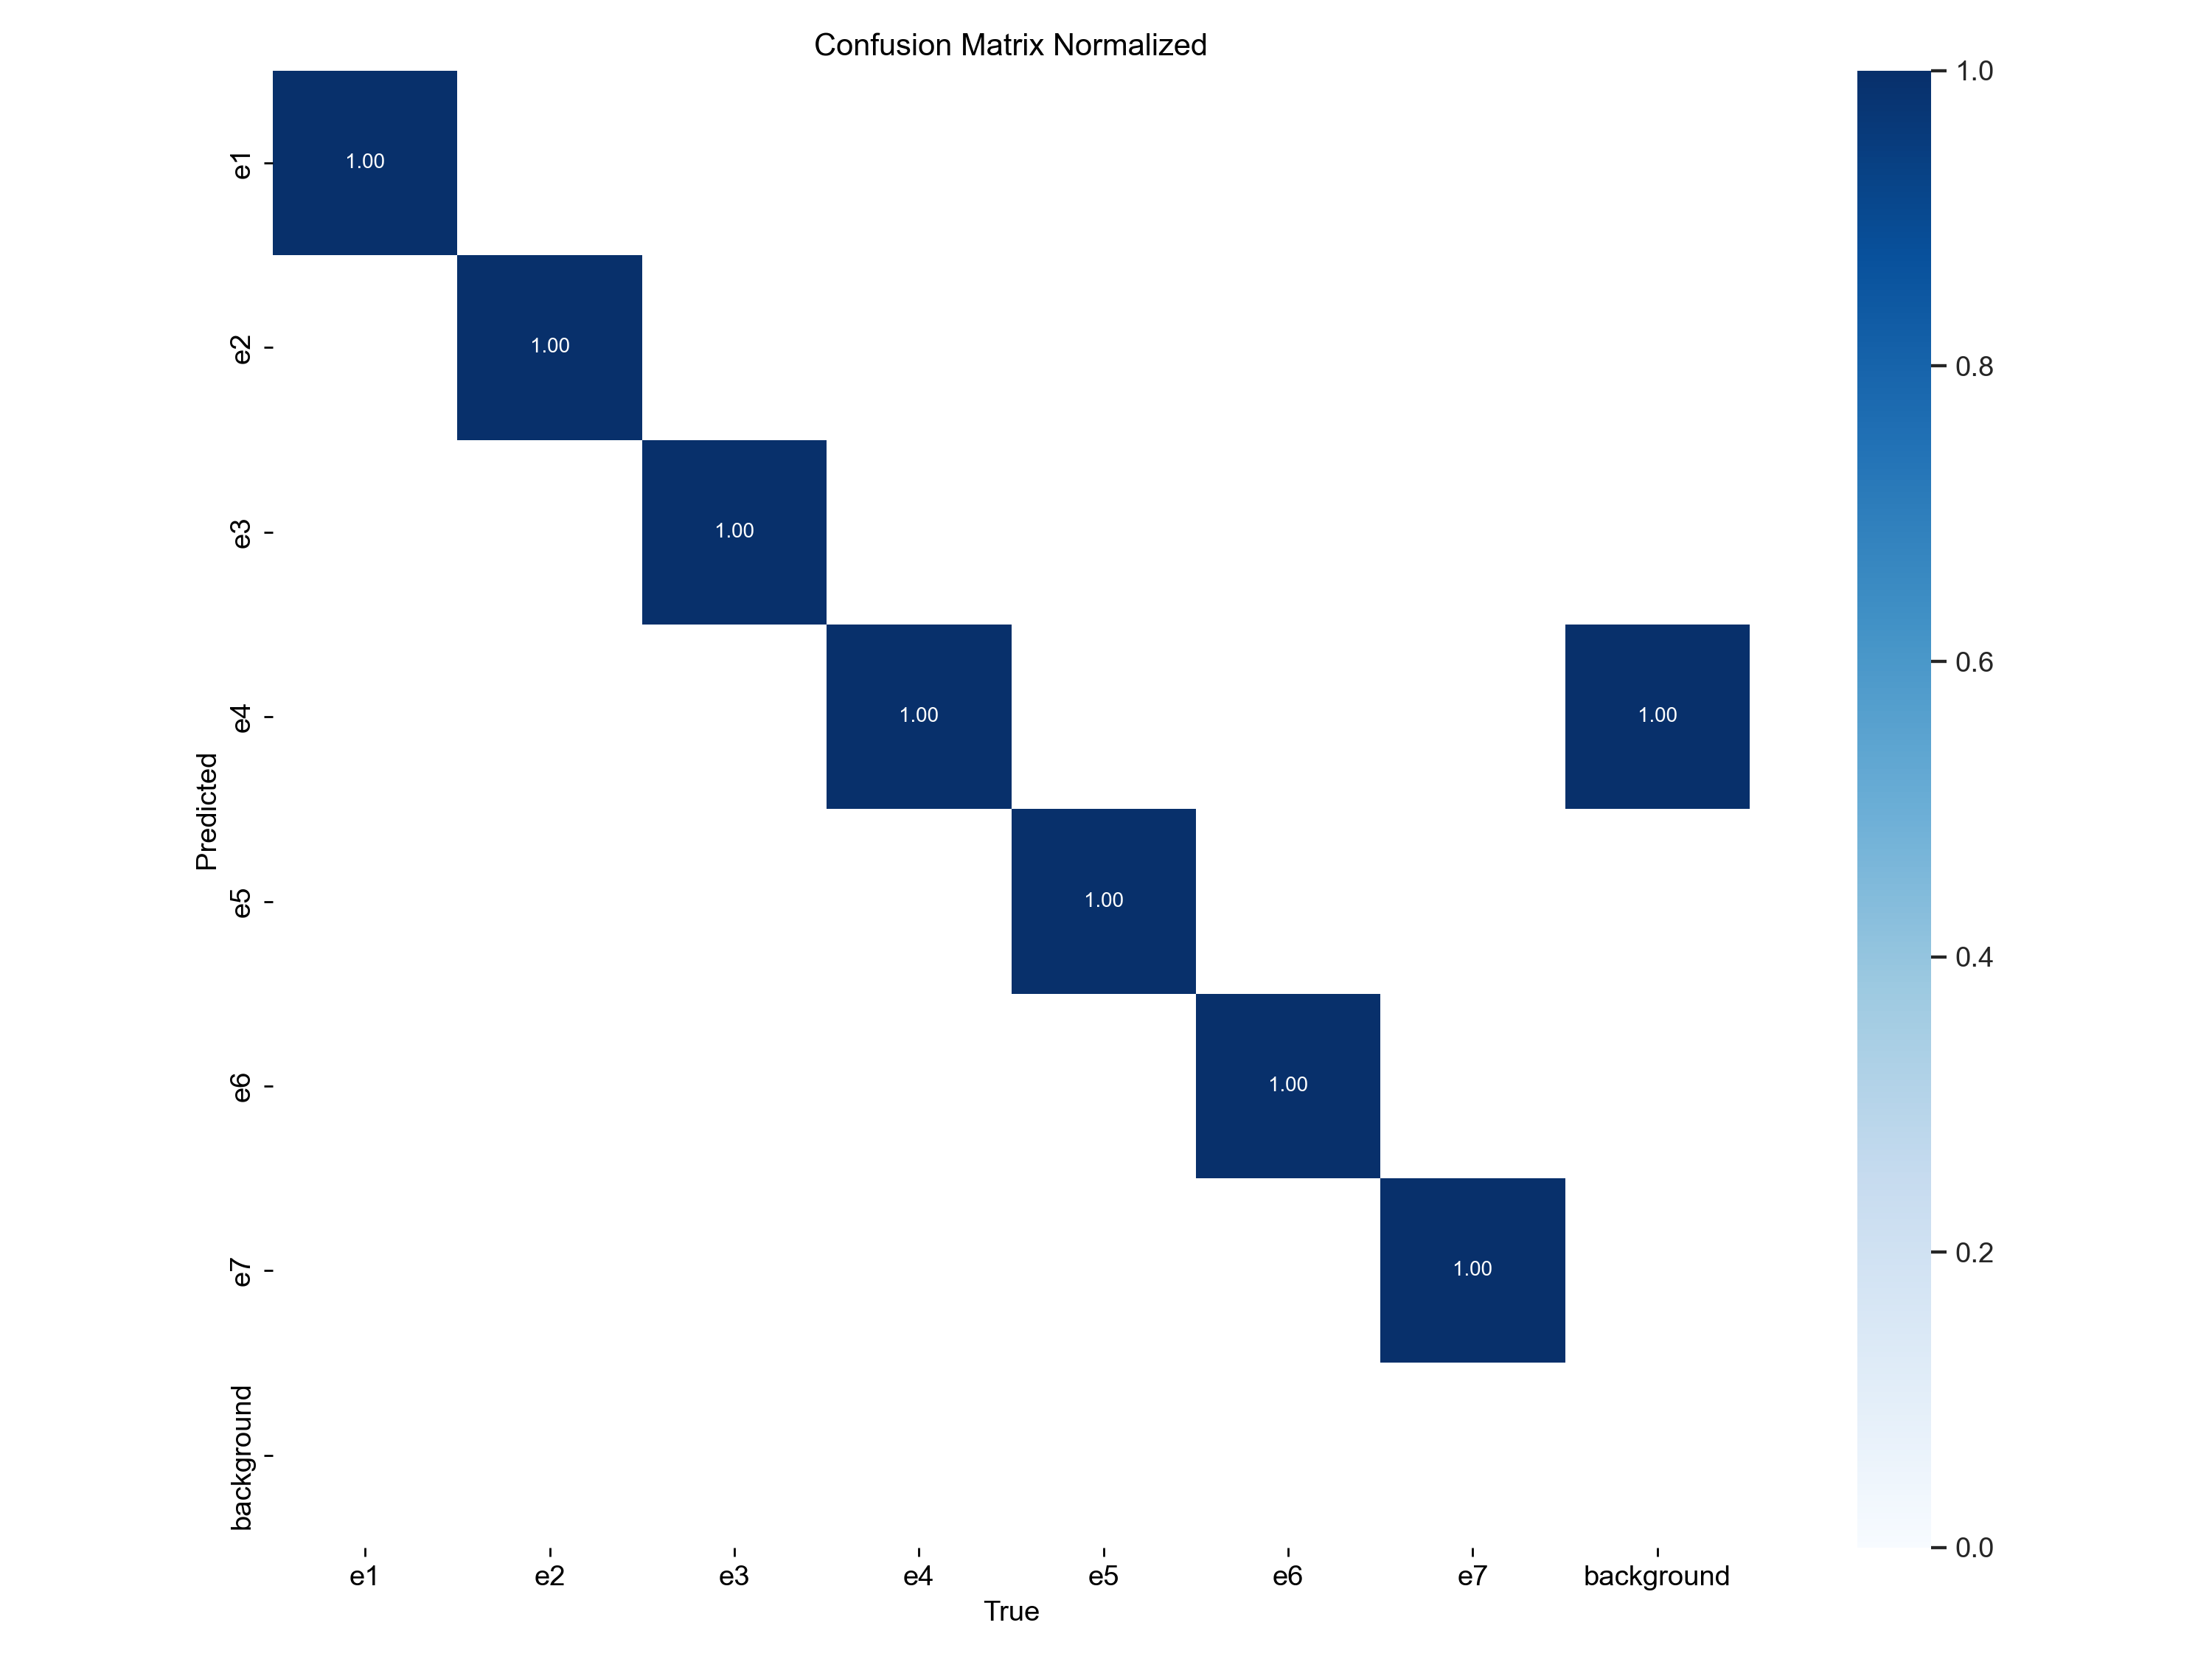 Confusion Matrix Normalized
e1
e2
e3
e4
e5
e6
e7
background
Predicted
1.00
1.00
1.00
1.00 1.00
1.00
1.00
1.00
e1 e2 e3 e4 e5 e6 e7 background
True
1.0
0.8
0.6
0.4
0.2
0.0